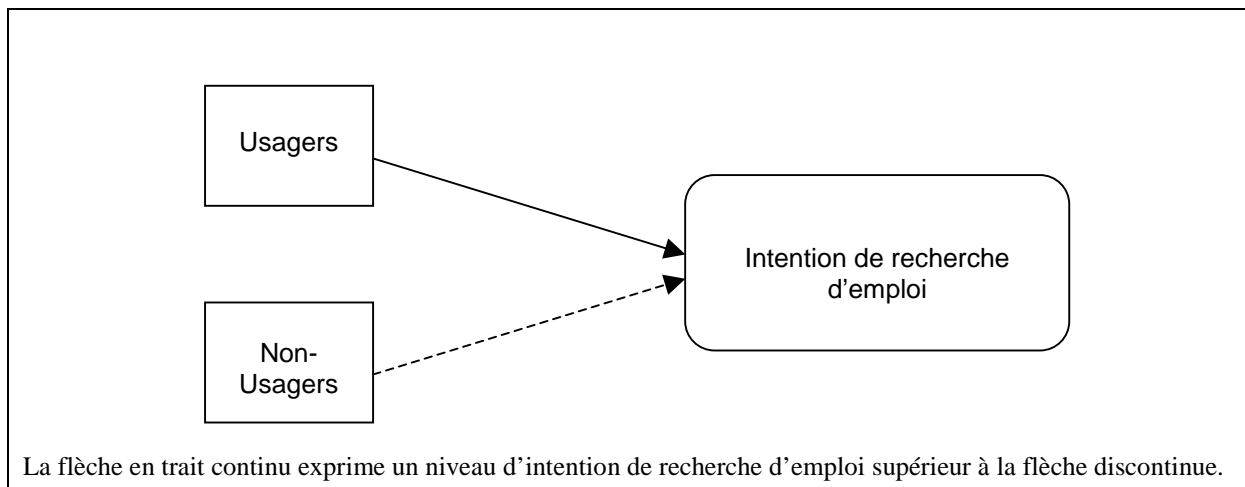 Usagers
Intention de recherche
d'emploi
Non-
Usagers
La flèche en trait continu exprime un niveau d'intention de recherche d'emploi supérieur à la flèche discontinue.